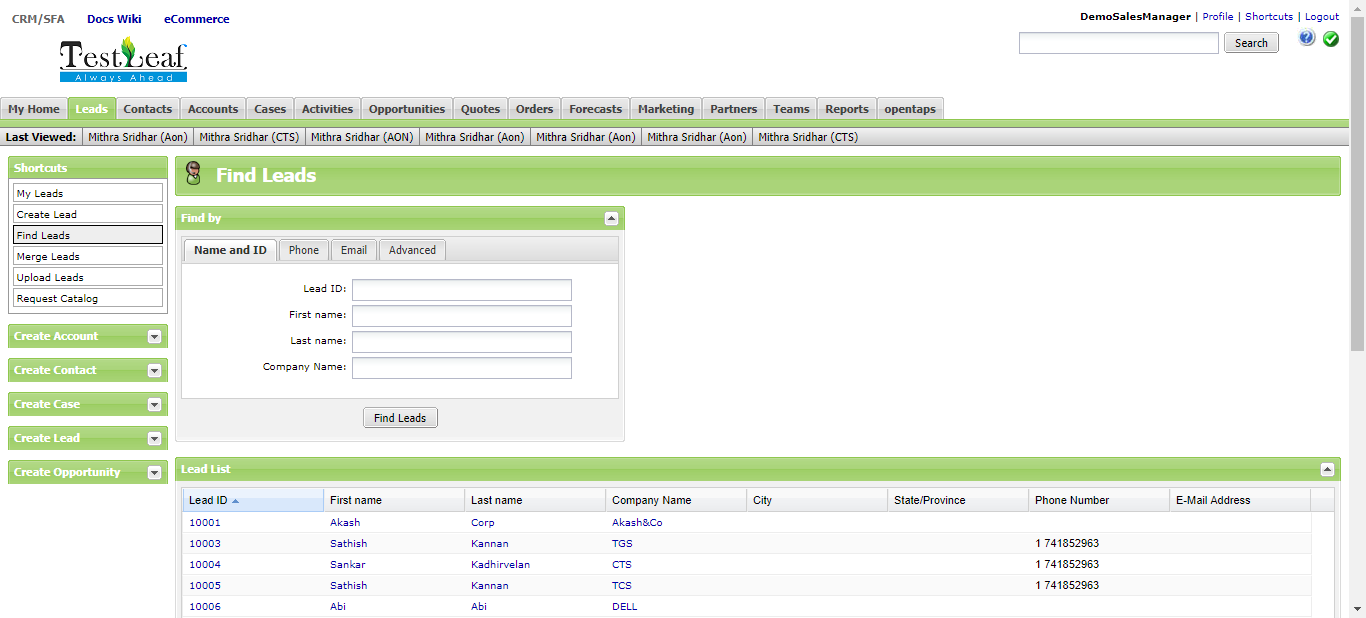 CRM/SFA Docs Wiki eCommerce
DemoSalesManager | Profile | Shortcuts | Logout
TestLeaf
Always Ahead
Search
?
My Home Leads Contacts Accounts Cases Activities Opportunities Quotes Orders Forecasts Marketing Partners Teams Reports opentaps
Last Viewed: Mithra Sridhar (Aon) Mithra Sridhar (CTS) Mithra Sridhar (AON) Mithra Sridhar (Aon) Mithra Sridhar (Aon) Mithra Sridhar (Aon) Mithra Sridhar (CTS)
Shortcuts
My Leads
Create Lead
Find Leads
Merge Leads
Upload Leads
Request Catalog
Create Account
Create Contact
Create Case
Create Lead
Create Opportunity
Find Leads
Find by
Name and ID Phone Email Advanced
Lead ID:
First name:
Last name:
Company Name:
Find Leads
Lead List
Lead ID First name Last name Company Name City State/Province Phone Number E-Mail Address
10001 Akash Corp Akash&Co
10003 Sathish Kannan TGS 1 741852963
10004 Sankar Kadhirvelan CTS 1 741852963
10005 Sathish Kannan TCS 1 741852963
10006 Abi Abi DELL